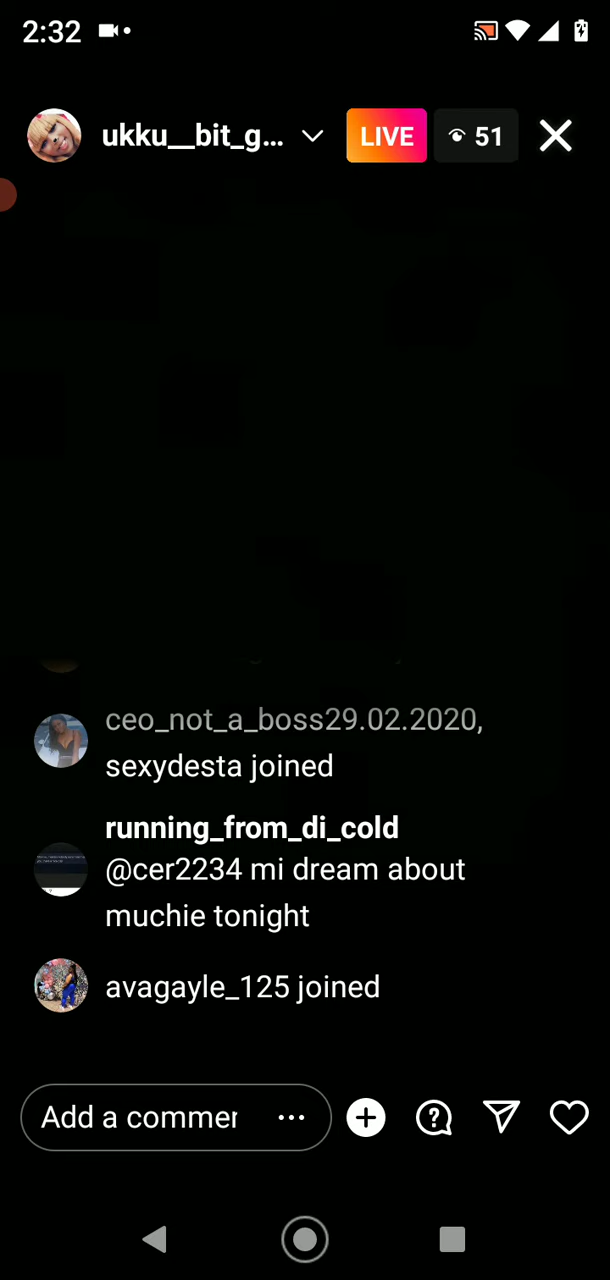 2:32
ukku__bit_g...
LIVE
51
ceo_not_a_boss29.02.2020,
sexydesta joined
running_from_di_cold
@cer2234 mi dream about
muchie tonight
avagayle_125 joined
Add a commer